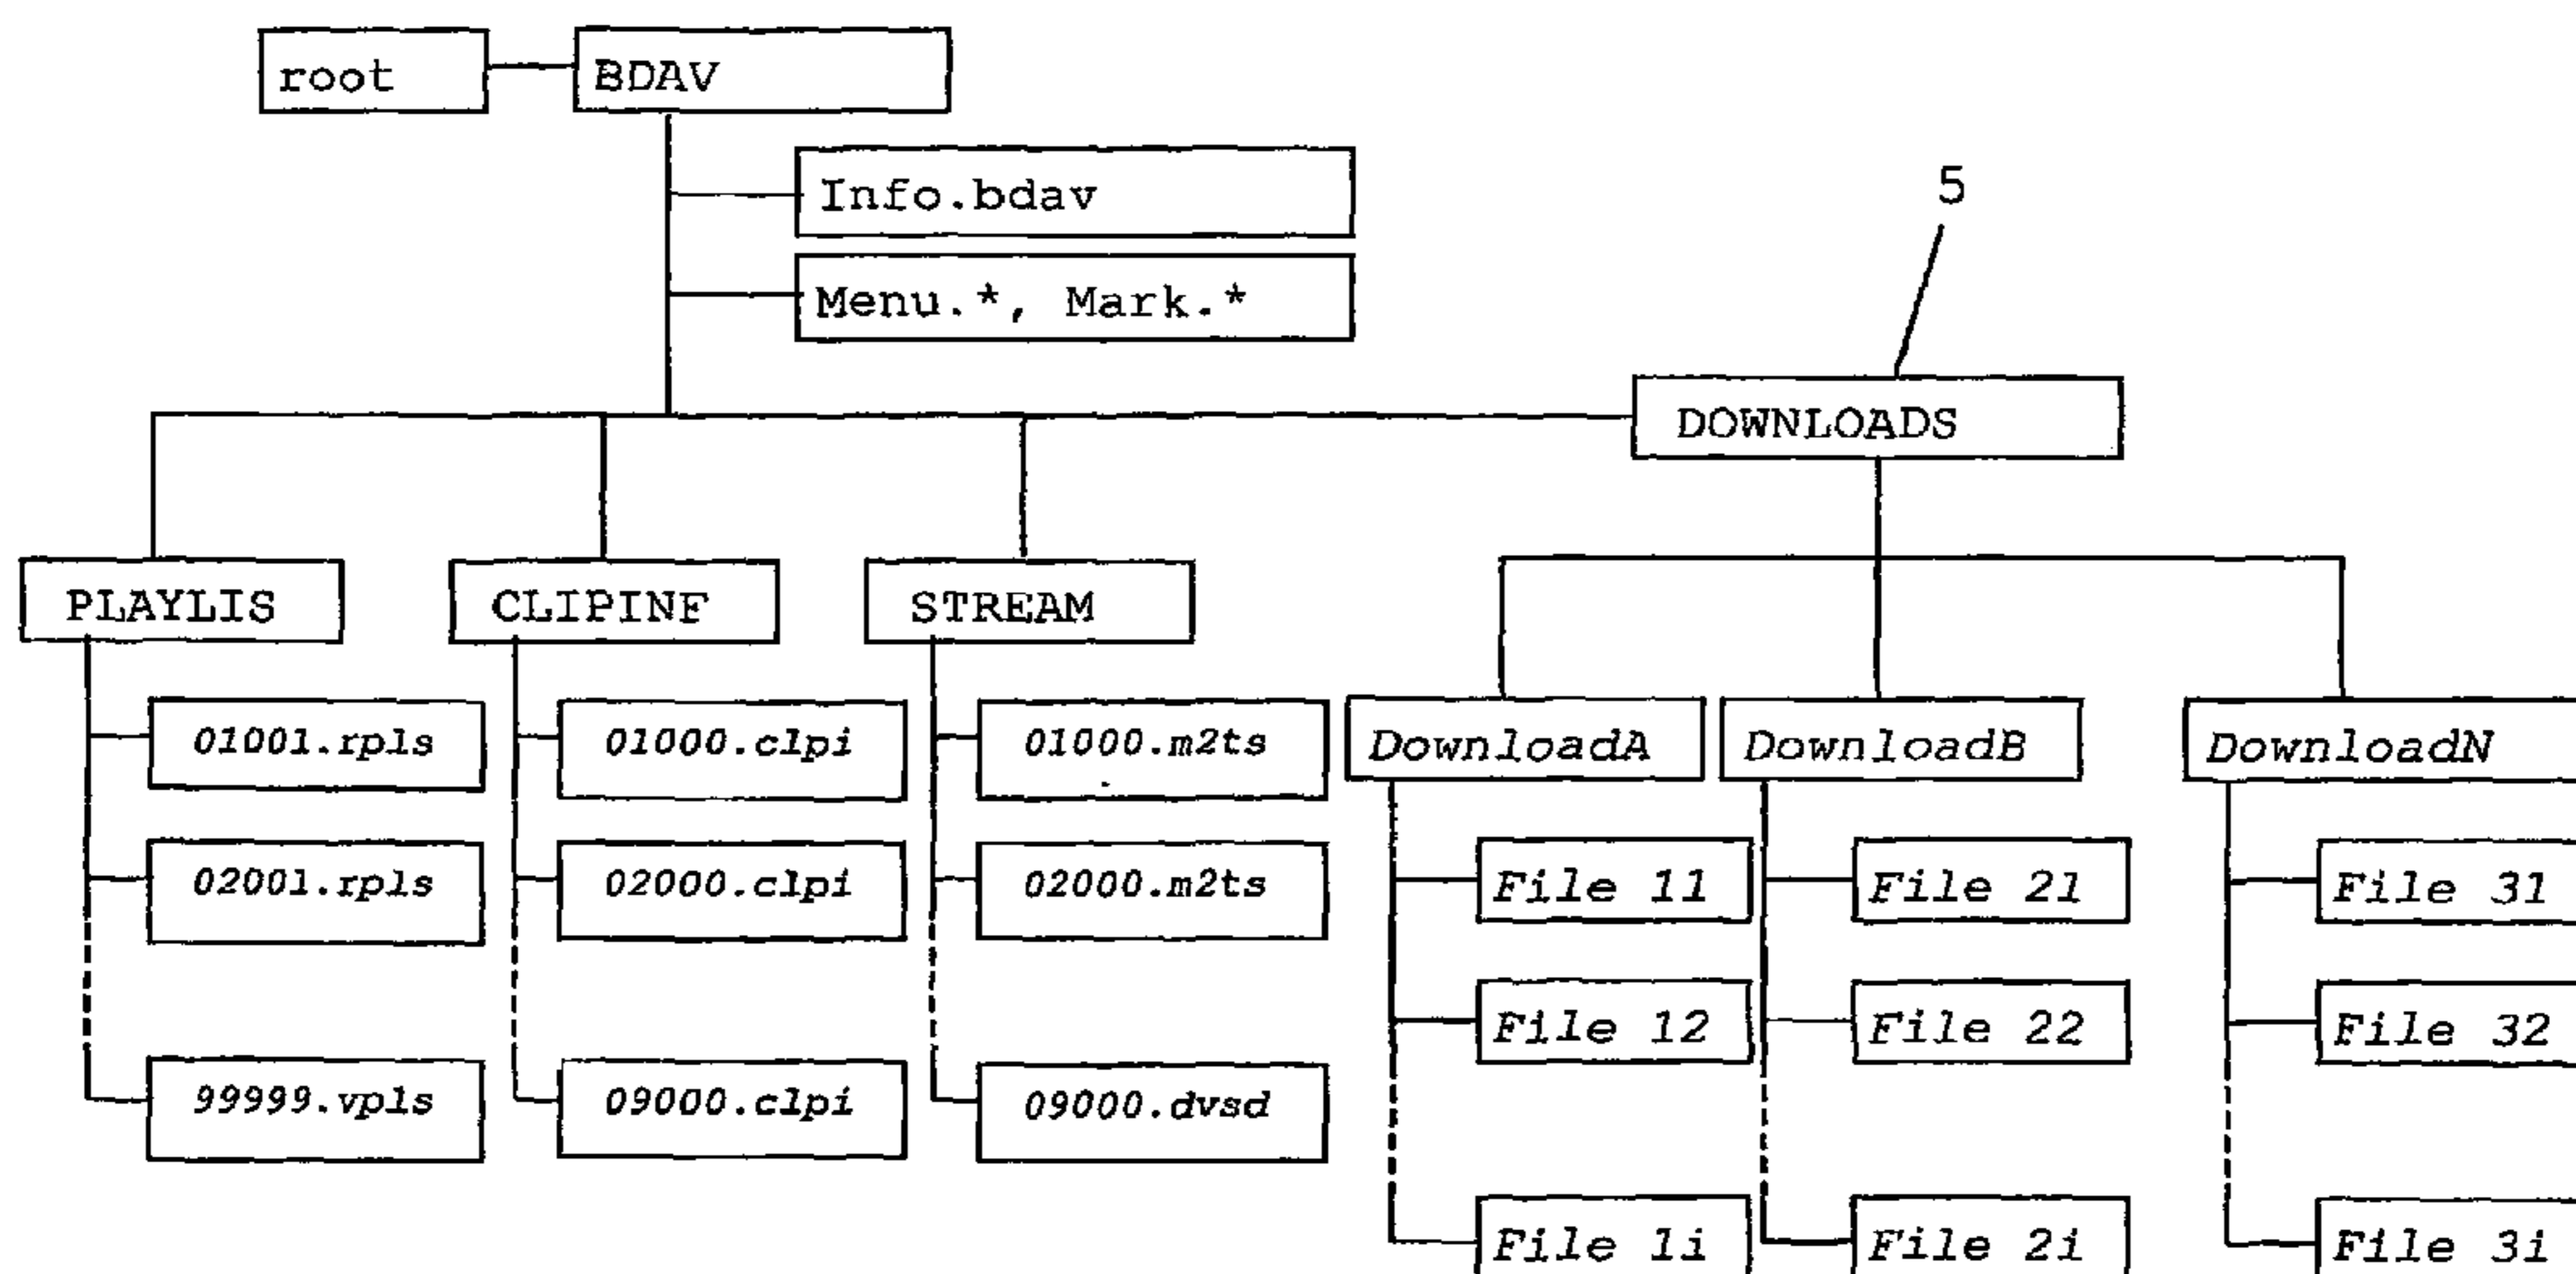 root
BDAV
Info.bdav
Menu.*, Mark.*
5
DOWNLOADS
PLAYLIS
CLIPINF
STREAM
01001.rpls
01000.clpi
01000.m2ts
DownloadA
DownloadB
DownloadN
02001.rpls
02000.clpi
02000.m2ts
File 11
File 21
File 31
File 12
File 22
File 32
99999.vpls
09000.clpi
09000.dvsd
File 1i
File 2i
File 3i